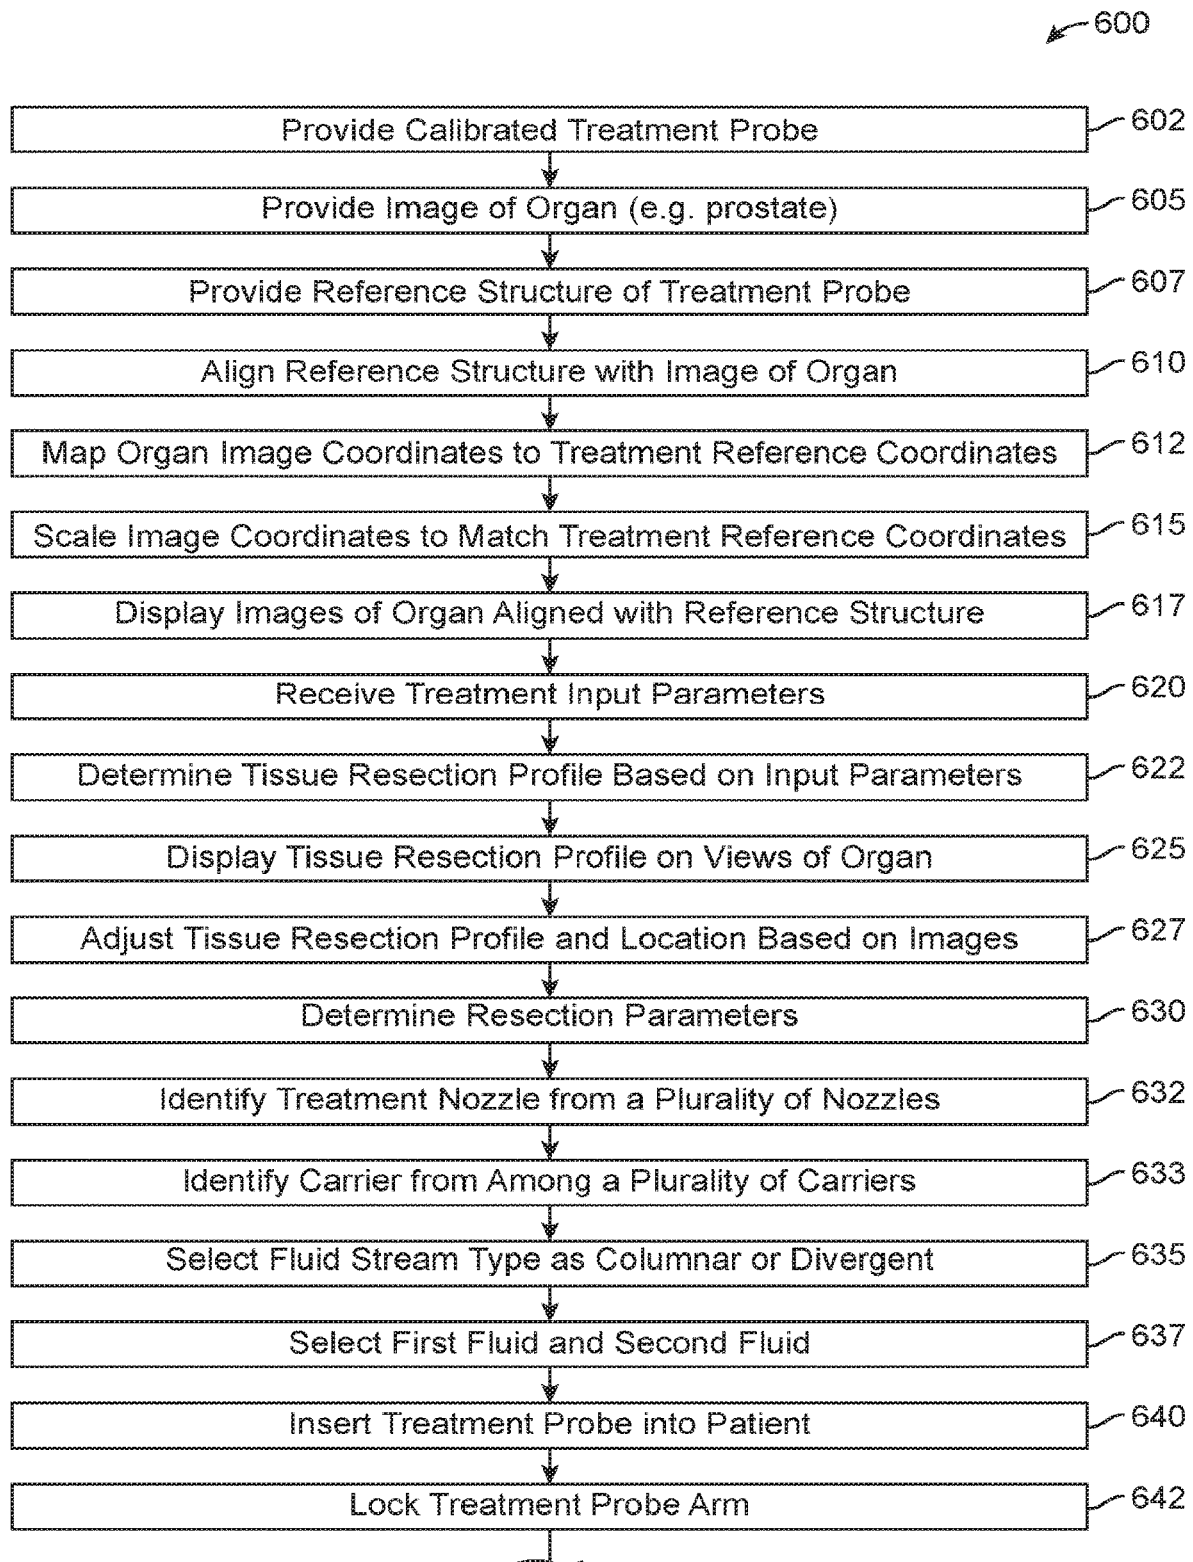 600
Provide Calibrated Treatment Probe 602
Provide Image of Organ (e.g. prostate) 605
Provide Reference Structure of Treatment Probe 607
Align Reference Structure with Image of Organ 610
Map Organ Image Coordinates to Treatment Reference Coordinates 612
Scale Image Coordinates to Match Treatment Reference Coordinates 615
Display Images of Organ Aligned with Reference Structure 617
Receive Treatment Input Parameters 620
Determine Tissue Resection Profile Based on Input Parameters 622
Display Tissue Resection Profile on Views of Organ 625
Adjust Tissue Resection Profile and Location Based on Images 627
Determine Resection Parameters 630
Identify Treatment Nozzle from a Plurality of Nozzles 632
Identify Carrier from Among a Plurality of Carriers 633
Select Fluid Stream Type as Columnar or Divergent 635
Select First Fluid and Second Fluid 637
Insert Treatment Probe into Patient 640
Lock Treatment Probe Arm 642